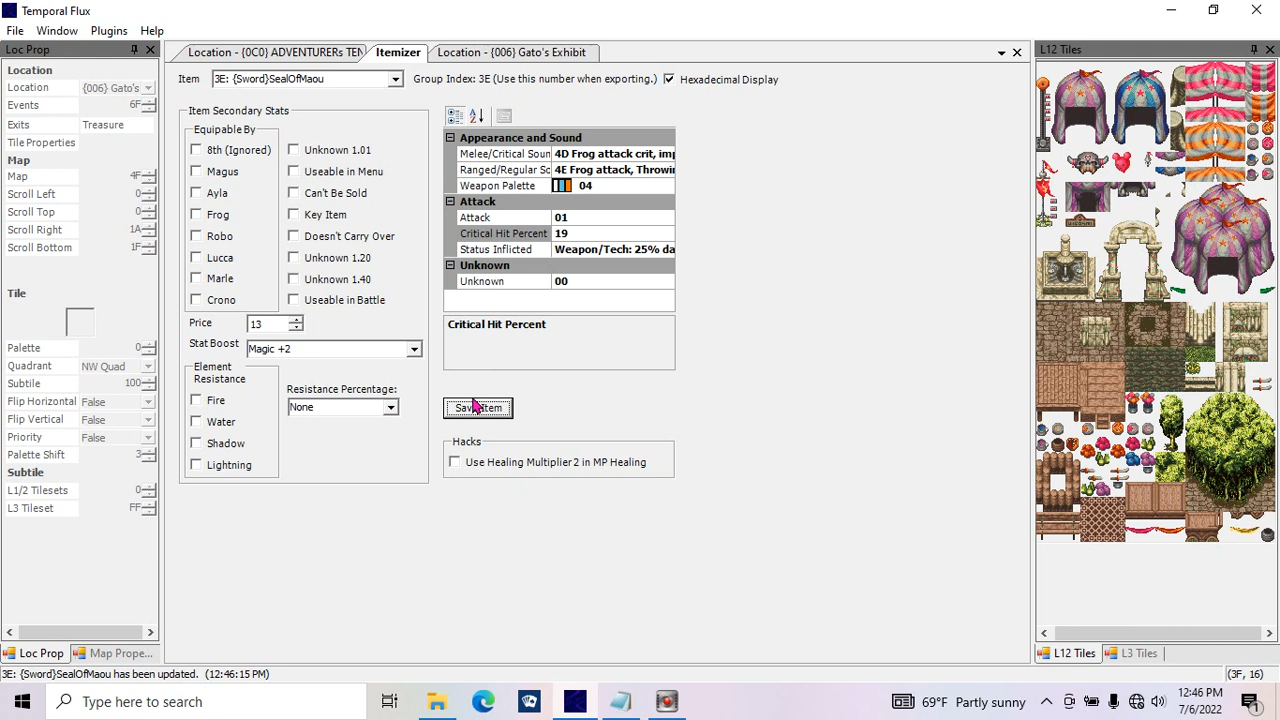 Temporal Flux
File Window Plugins Help
Loc Prop
Location
Location {006} Gato's
Events 6F
Exits Treasure
Tile Properties
Map
Map 4F
Scroll Left 0
Scroll Top 0
Scroll Right 1A
Scroll Bottom 1F
Tile
Palette 0
Quadrant NW Quad
Subtile 100
Flip Horizontal False
Flip Vertical False
Priority False
Palette Shift 3
Subtile
L1/2 Tilesets 0
L3 Tileset FF
Loc Prop Map Prope...
Location - {0C0} ADVENTURERs TEN Itemizer Location - {006} Gato's Exhibit
Item 3E: {Sword}SealOfMaou Group Index: 3E (Use this number when exporting.) Hexadecimal Display
Item Secondary Stats
Equipable By
8th (Ignored) Unknown 1.01
Magus Useable in Menu
Ayla Can't Be Sold
Frog Key Item
Robo Doesn't Carry Over
Lucca Unknown 1.20
Marle Unknown 1.40
Crono Useable in Battle
Price 13
Stat Boost Magic +2
Element
Resistance
Resistance Percentage:
Fire None
Water
Shadow
Lightning
Appearance and Sound
Melee/Critical Soun 4D Frog attack crit, imp
Ranged/Regular Sc 4E Frog attack, Throwin
Weapon Palette 04
Attack
Attack 01
Critical Hit Percent 19
Status Inflicted Weapon/Tech: 25% da
Unknown
Unknown 00
Critical Hit Percent
Save Item
Hacks
Use Healing Multiplier 2 in MP Healing
L12 Tiles
L12 Tiles L3 Tiles
3E: {Sword}SealOfMaou has been updated. (12:46:15 PM) (3F, 16)
Type here to search
69°F Partly sunny
12:46 PM
7/6/2022
1